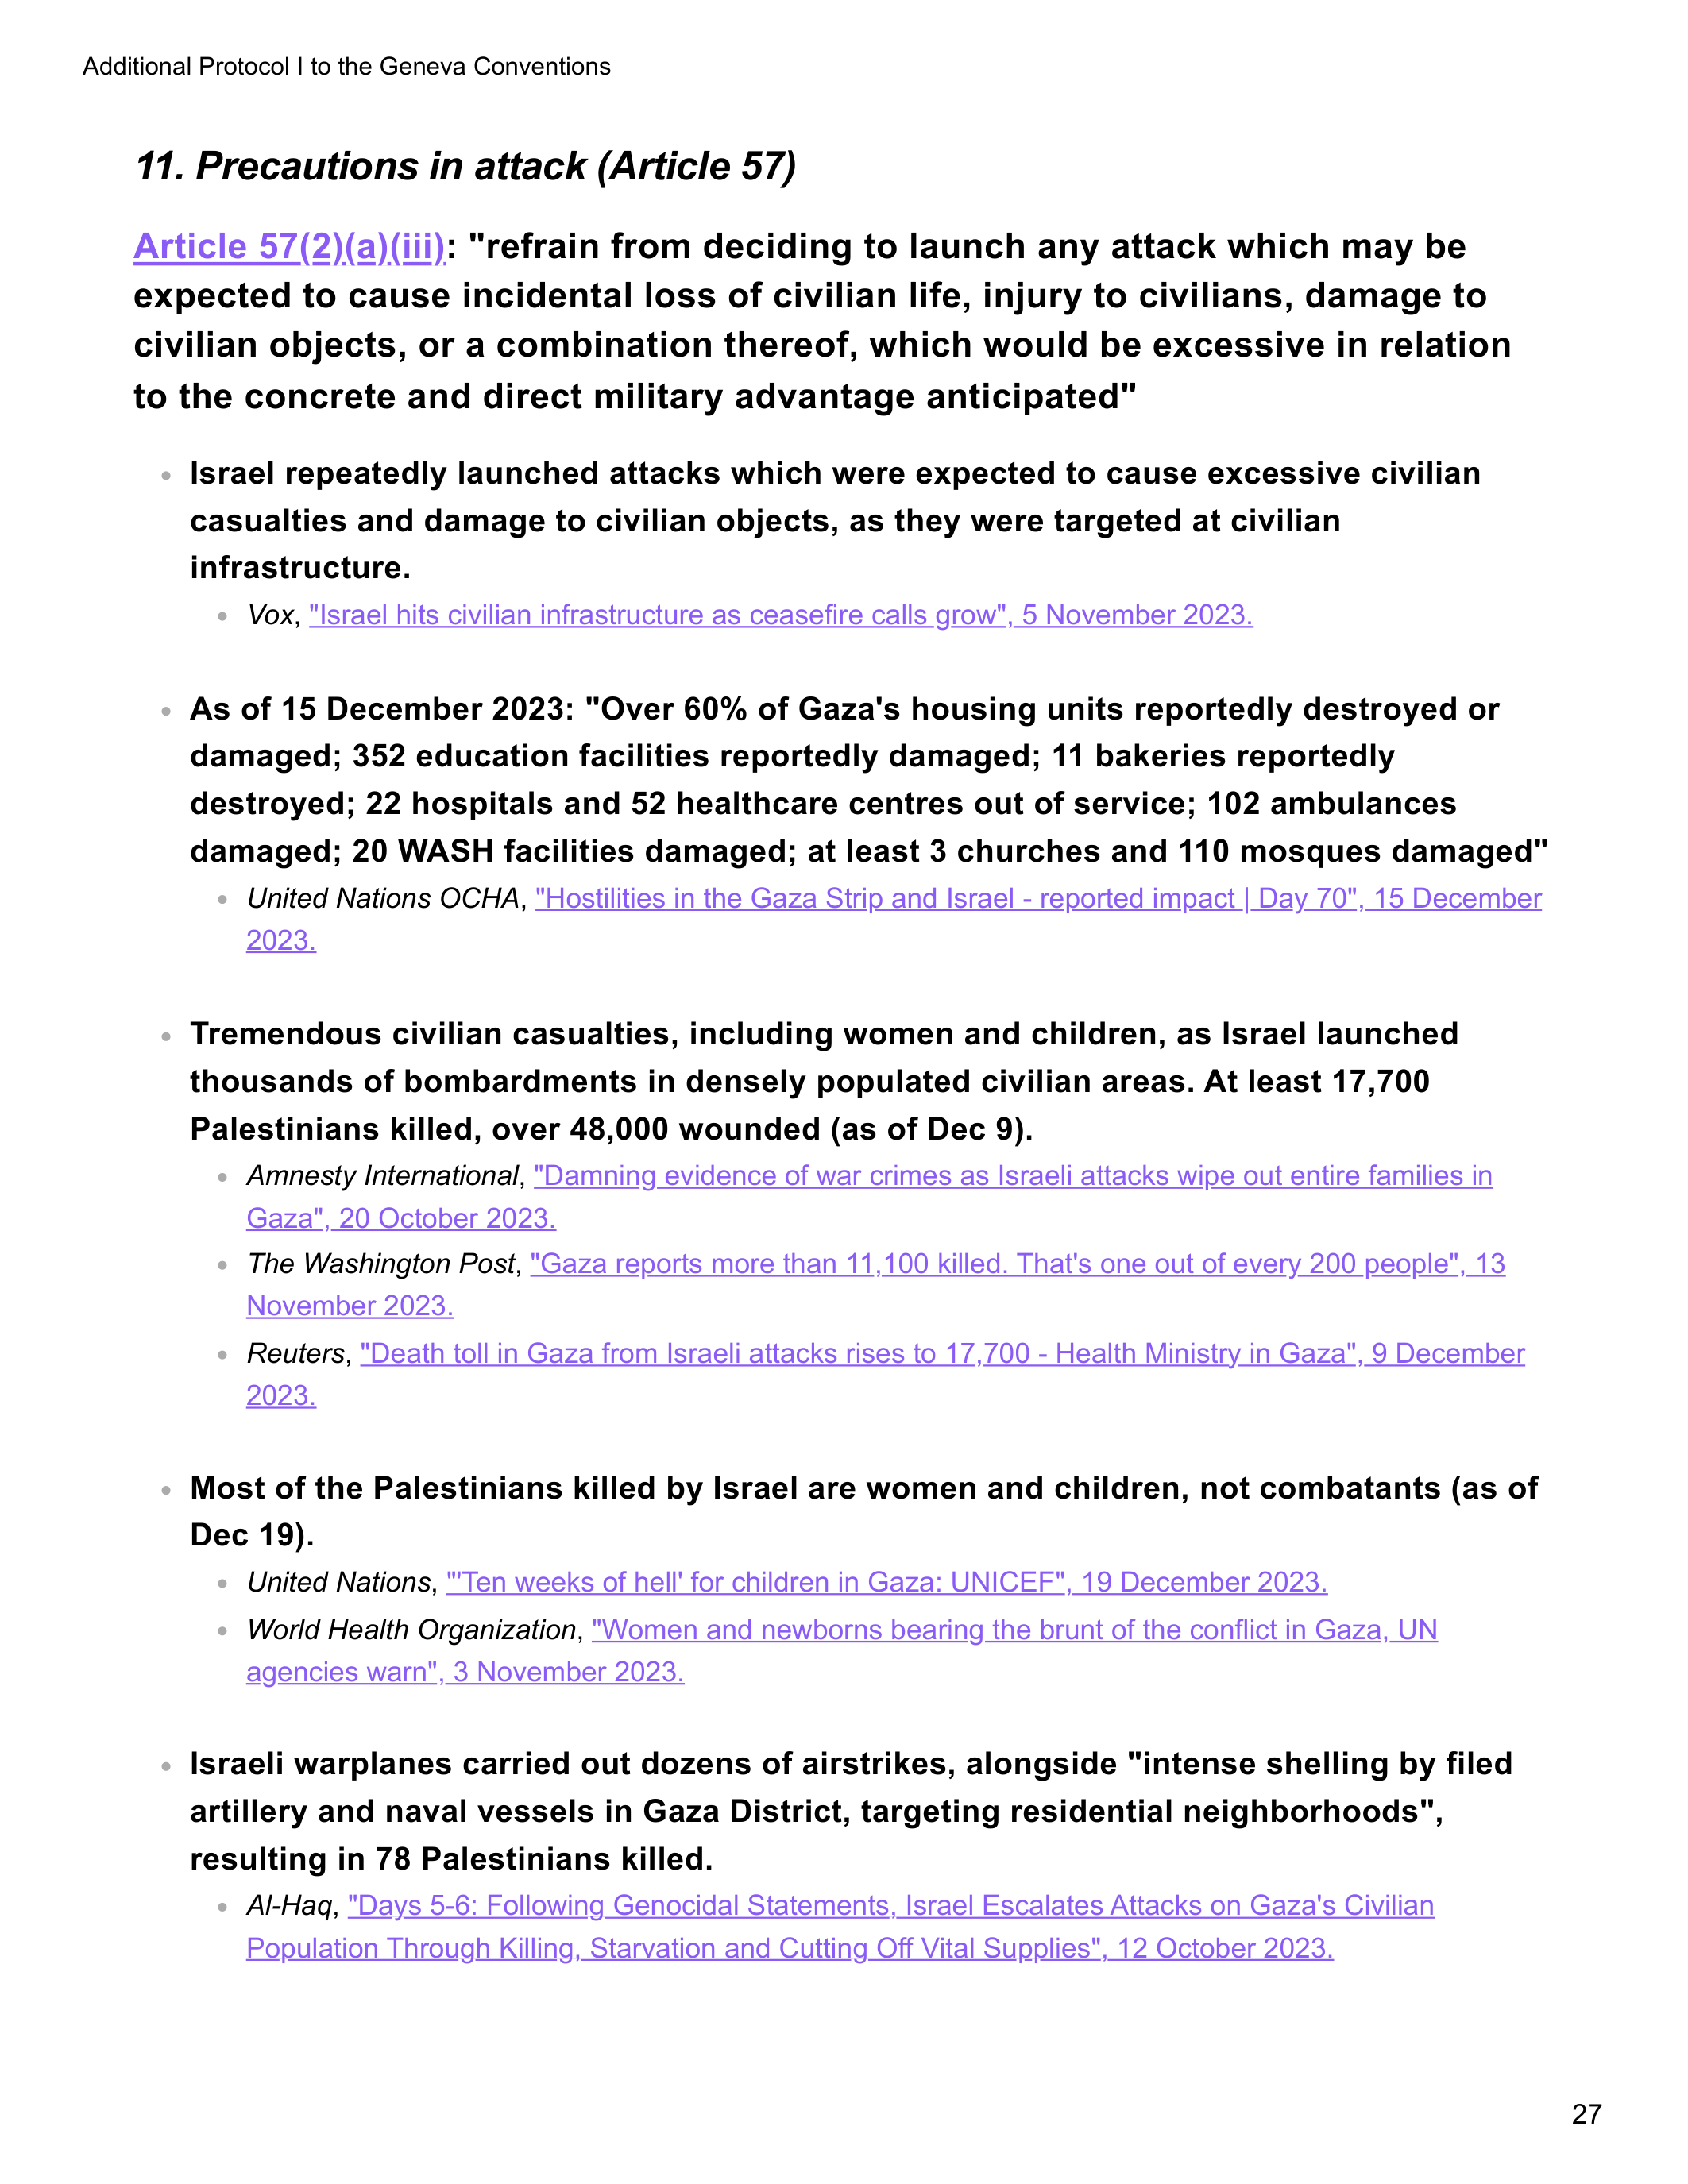 Additional Protocol I to the Geneva Conventions
11. Precautions in attack (Article 57)
Article 57(2)(a)(iii): "refrain from deciding to launch any attack which may be
expected to cause incidental loss of civilian life, injury to civilians, damage to
civilian objects, or a combination thereof, which would be excessive in relation
to the concrete and direct military advantage anticipated"
• Israel repeatedly launched attacks which were expected to cause excessive civilian
casualties and damage to civilian objects, as they were targeted at civilian
infrastructure.
• Vox, "Israel hits civilian infrastructure as ceasefire calls grow", 5 November 2023.
• As of 15 December 2023: "Over 60% of Gaza's housing units reportedly destroyed or
damaged; 352 education facilities reportedly damaged; 11 bakeries reportedly
destroyed; 22 hospitals and 52 healthcare centres out of service; 102 ambulances
damaged; 20 WASH facilities damaged; at least 3 churches and 110 mosques damaged"
• United Nations OCHA, "Hostilities in the Gaza Strip and Israel - reported impact | Day 70", 15 December
2023.
• Tremendous civilian casualties, including women and children, as Israel launched
thousands of bombardments in densely populated civilian areas. At least 17,700
Palestinians killed, over 48,000 wounded (as of Dec 9).
• Amnesty International, "Damning evidence of war crimes as Israeli attacks wipe out entire families in
Gaza", 20 October 2023.
• The Washington Post, "Gaza reports more than 11,100 killed. That's one out of every 200 people", 13
November 2023.
• Reuters, "Death toll in Gaza from Israeli attacks rises to 17,700 - Health Ministry in Gaza", 9 December
2023.
• Most of the Palestinians killed by Israel are women and children, not combatants (as of
Dec 19).
• United Nations, "'Ten weeks of hell' for children in Gaza: UNICEF", 19 December 2023.
• World Health Organization, "Women and newborns bearing the brunt of the conflict in Gaza, UN
agencies warn", 3 November 2023.
• Israeli warplanes carried out dozens of airstrikes, alongside "intense shelling by filed
artillery and naval vessels in Gaza District, targeting residential neighborhoods",
resulting in 78 Palestinians killed.
• Al-Haq, "Days 5-6: Following Genocidal Statements, Israel Escalates Attacks on Gaza's Civilian
Population Through Killing, Starvation and Cutting Off Vital Supplies", 12 October 2023.
27